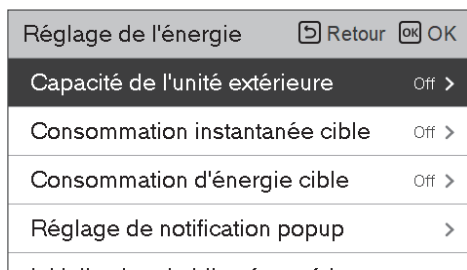 Réglage de l'énergie Retour OK OK
Capacité de l'unité extérieure Off >
Consommation instantanée cible Off >
Consommation d'énergie cible Off >
Réglage de notification popup >